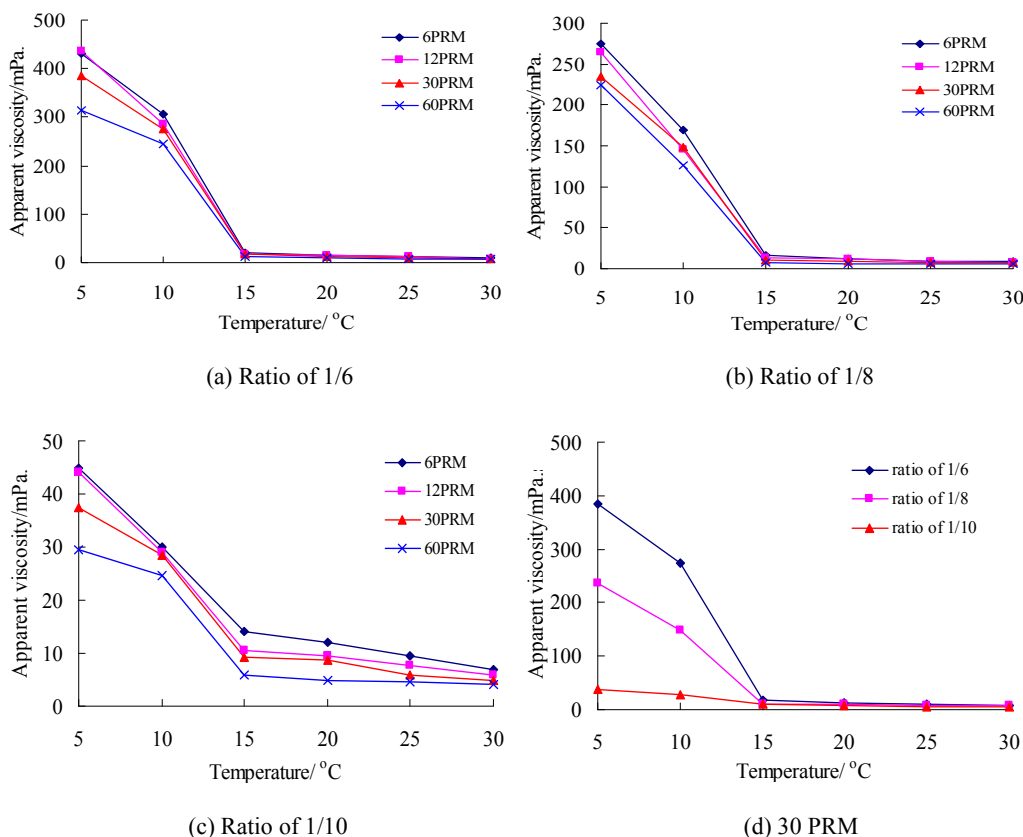 500
400
300
200
100
0
Apparent viscosity/mPa.
6PRM
12PRM
30PRM
60PRM
5 10 15 20 25 30
Temperature/ °C
(a) Ratio of 1/6
300
250
200
150
100
50
0
Apparent viscosity/mPa.
6PRM
12PRM
30PRM
60PRM
5 10 15 20 25 30
Temperature/ °C
(b) Ratio of 1/8
50
40
30
20
10
0
Apparent viscosity/mPa.
6PRM
12PRM
30PRM
60PRM
5 10 15 20 25 30
Temperature/ °C
(c) Ratio of 1/10
500
400
300
200
100
0
Apparent viscosity/mPa.:
ratio of 1/6
ratio of 1/8
ratio of 1/10
5 10 15 20 25 30
Temperature/ °C
(d) 30 PRM